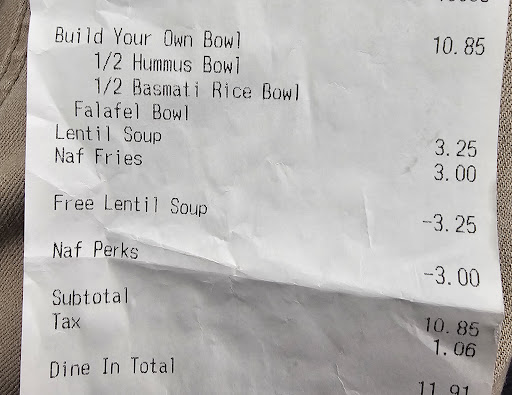 Build Your Own Bowl 10.85
1/2 Hummus Bowl
1/2 Basmati Rice Bowl
Falafel Bowl
Lentil Soup 3.25
Naf Fries 3.00
Free Lentil Soup -3.25
Naf Perks -3.00
Subtotal 10.85
Tax 1.06
Dine In Total 11.91